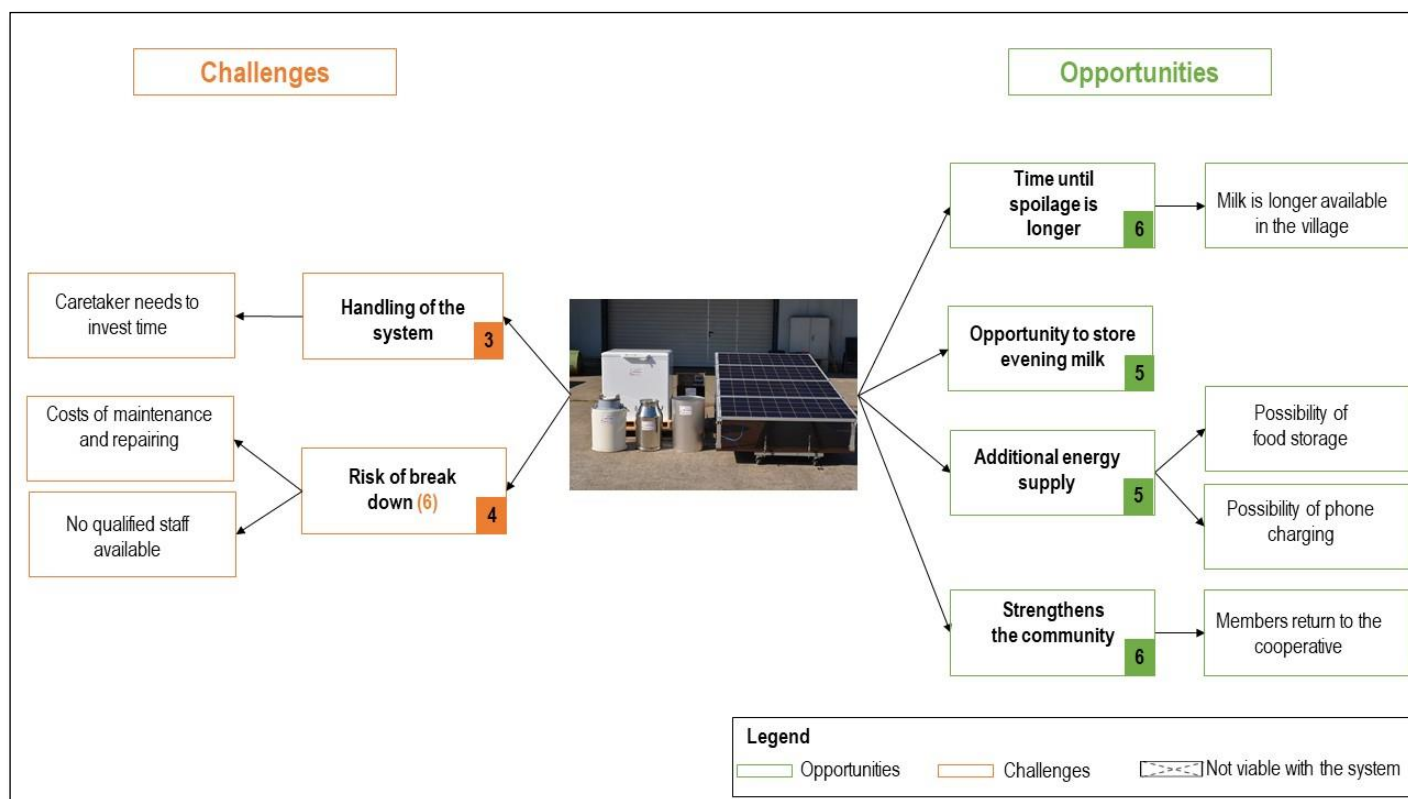 Challenges
Opportunities
Caretaker needs to
invest time
Handling of the
system
3
Costs of maintenance
and repairing
No qualified staff
available
Risk of break
down (6)
4
Time until
spoilage is
longer
6
Milk is longer available
in the village
Opportunity to store
evening milk
5
Additional energy
supply
5
Possibility of
food storage
Possibility of phone
charging
Strengthens
the community
6
Members return to the
cooperative
Legend
Opportunities
Challenges
Not viable with the system